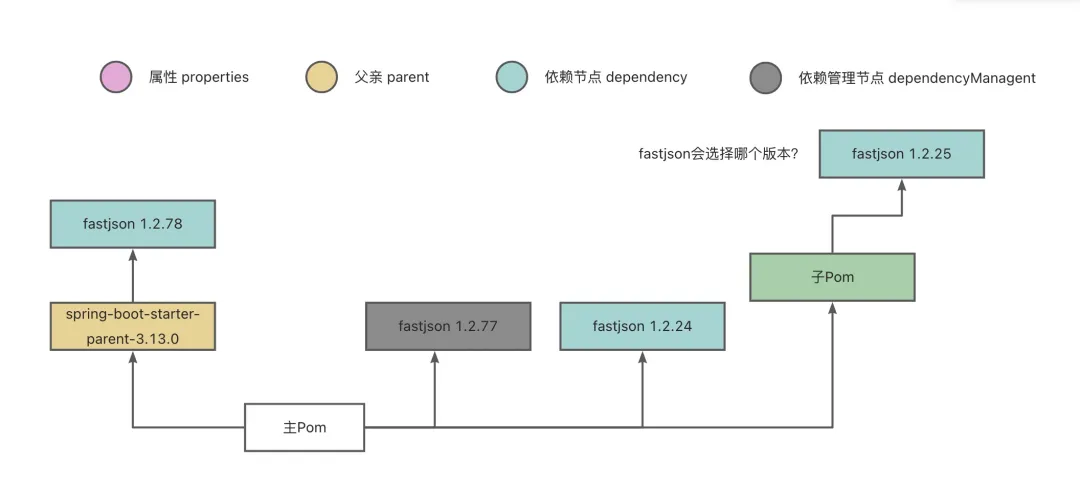 属性 properties
父亲 parent
依赖节点 dependency
依赖管理节点 dependencyManagent
fastjson会选择哪个版本?
fastjson 1.2.25
fastjson 1.2.78
子Pom
spring-boot-starter-
parent-3.13.0
fastjson 1.2.77
fastjson 1.2.24
主Pom